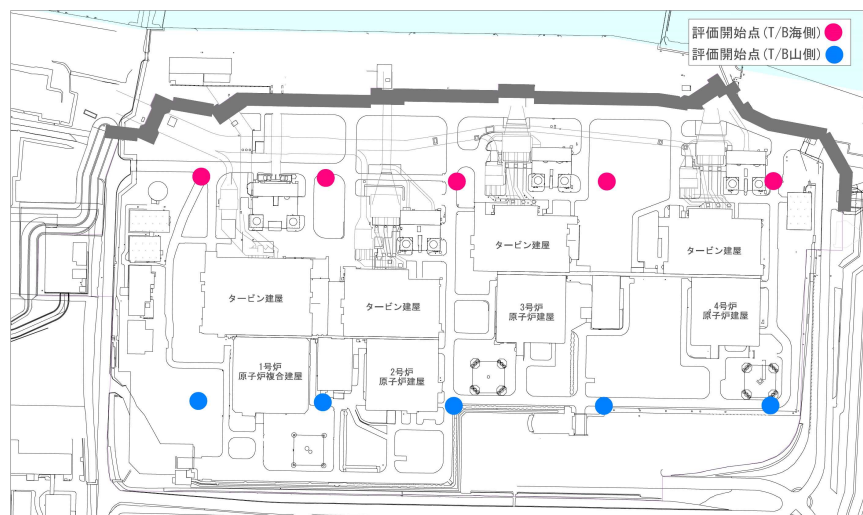 評価開始点(T/B海側)
評価開始点(T/B山側)
タービン建屋
タービン建屋
タービン建屋
タービン建屋
3号炉
原子炉建屋
4号炉
原子炉建屋
1号炉
原子炉複合建屋
2号炉
原子炉建屋